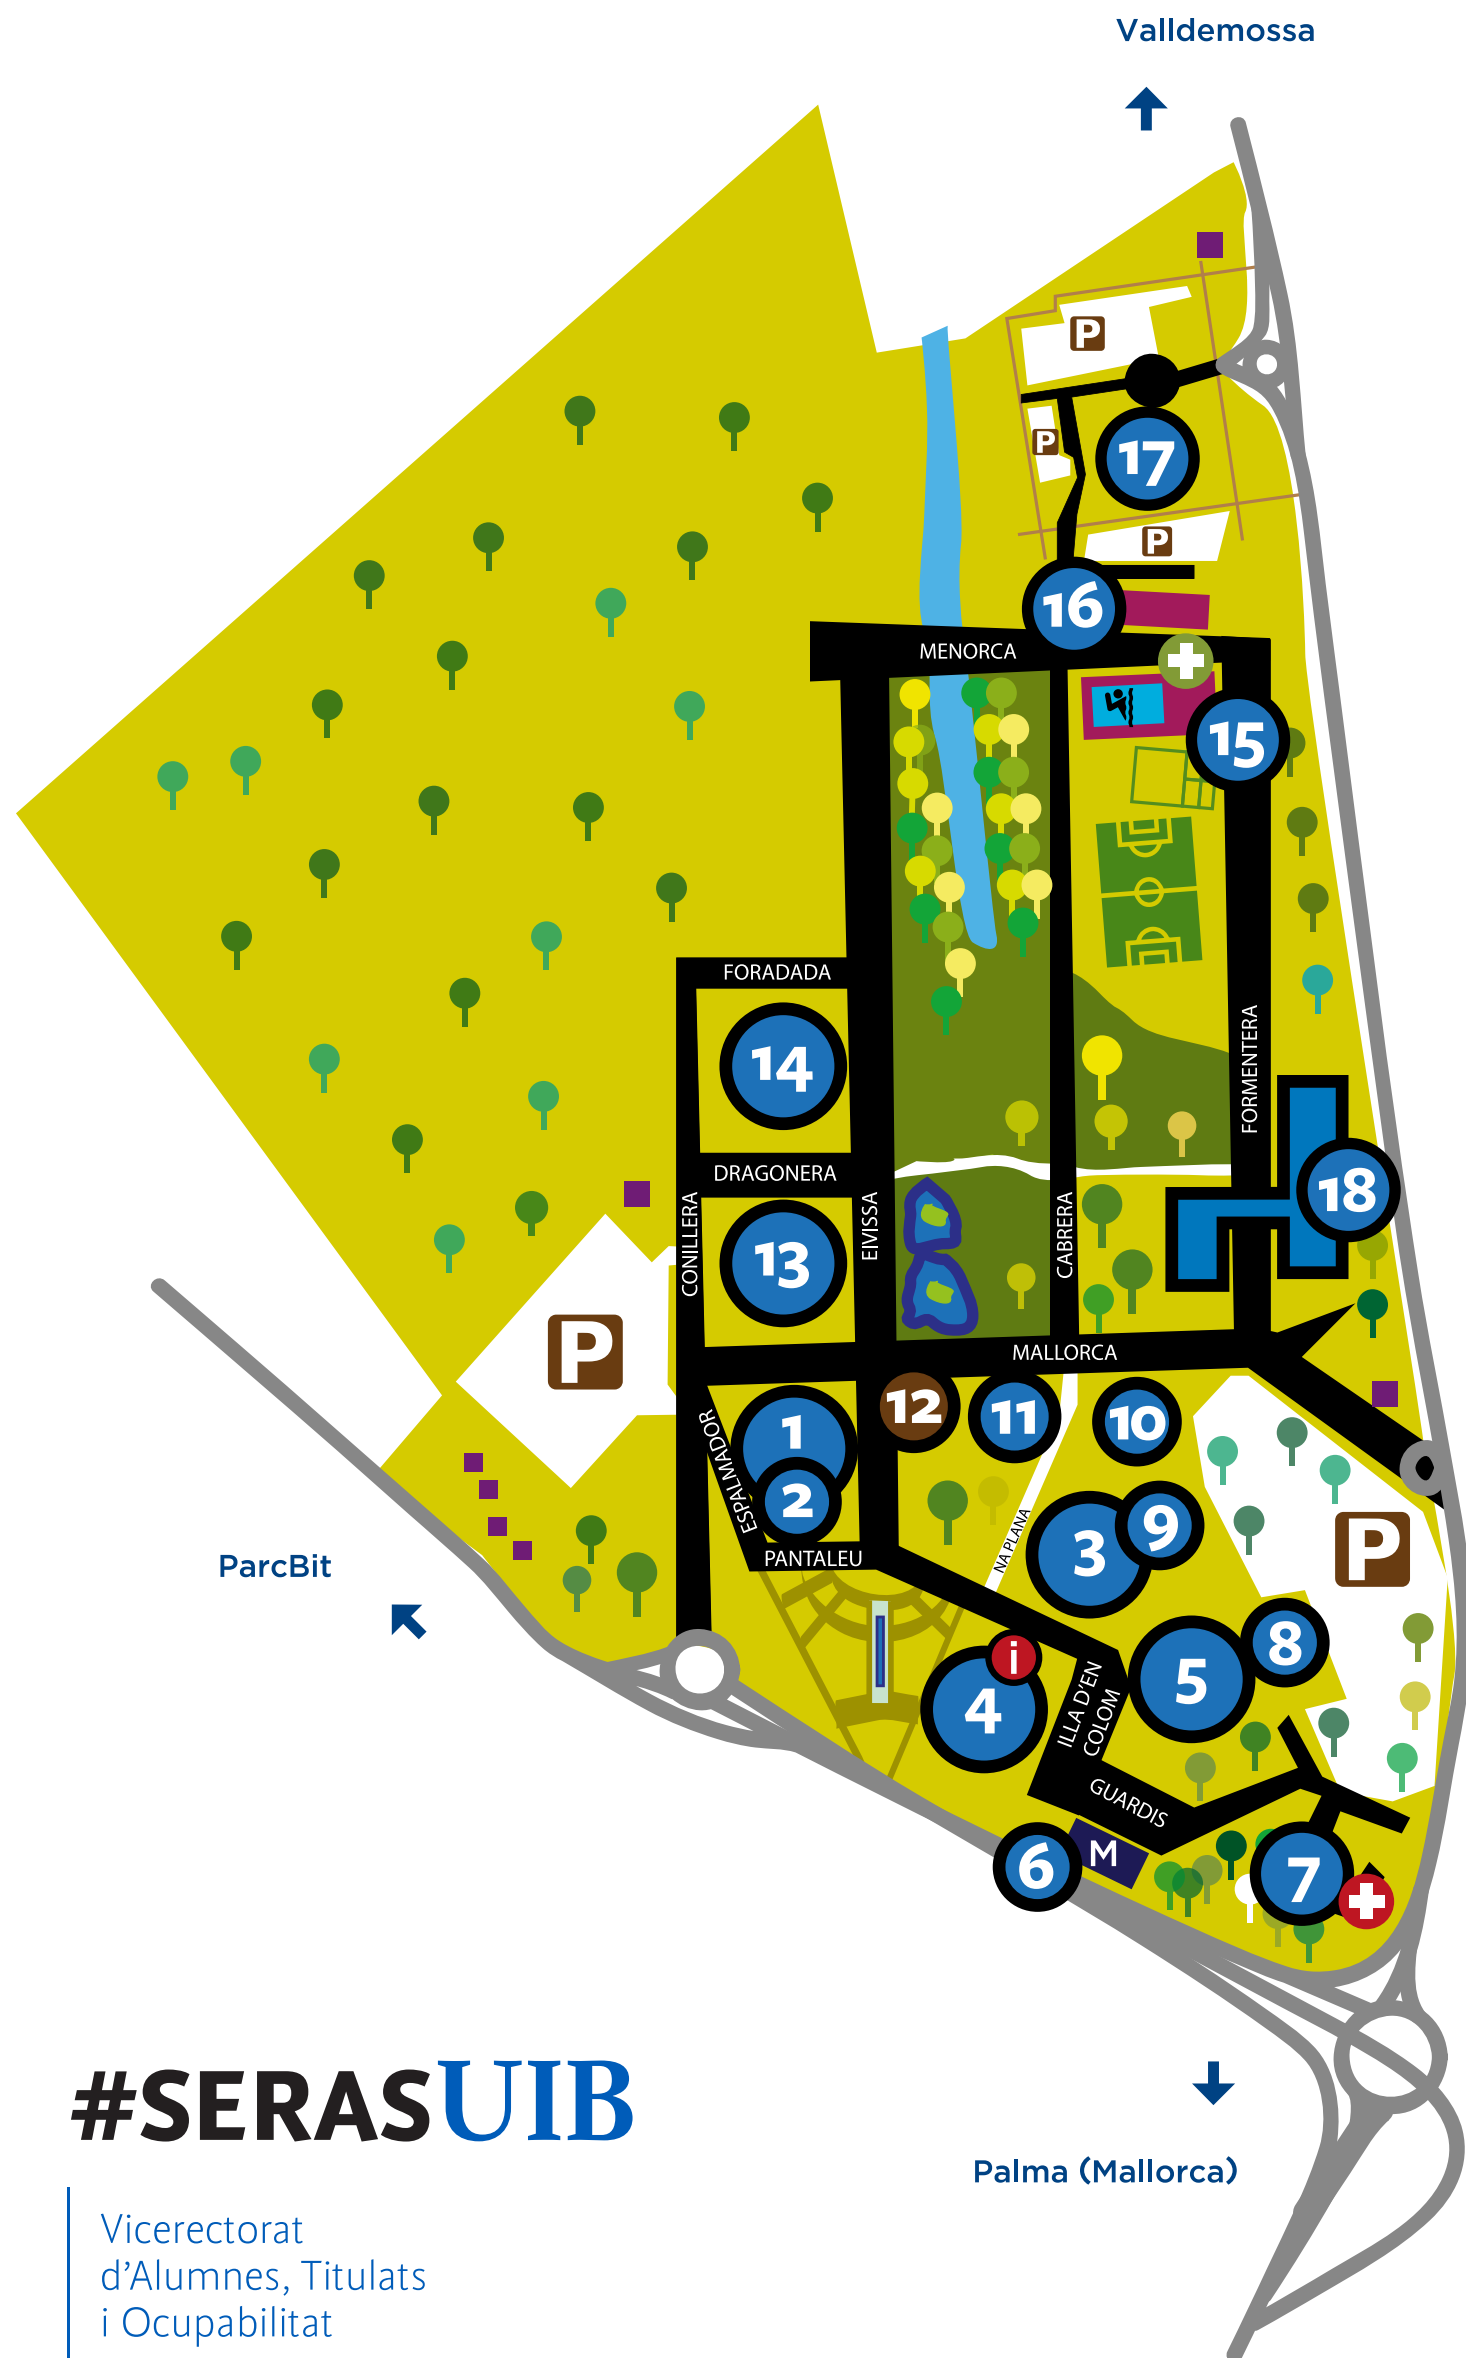 Valldemossa
P
P
17
P
16
MENORCA
15
FORADADA
14
FORMENTERA
DRAGONERA
CONILLERA
EIVISSA
CABRERA
18
13
P
MALLORCA
12
11
10
ESPALMADOR
1
2
NA PLANA
3
9
P
PANTALEU
ParcBit
i
4
ILLA D'EN
COLOM
5
8
GUARDIS
6
M
7
#SERASUIB
Palma (Mallorca)
Vicerectorat
d'Alumnes, Titulats
i Ocupabilitat